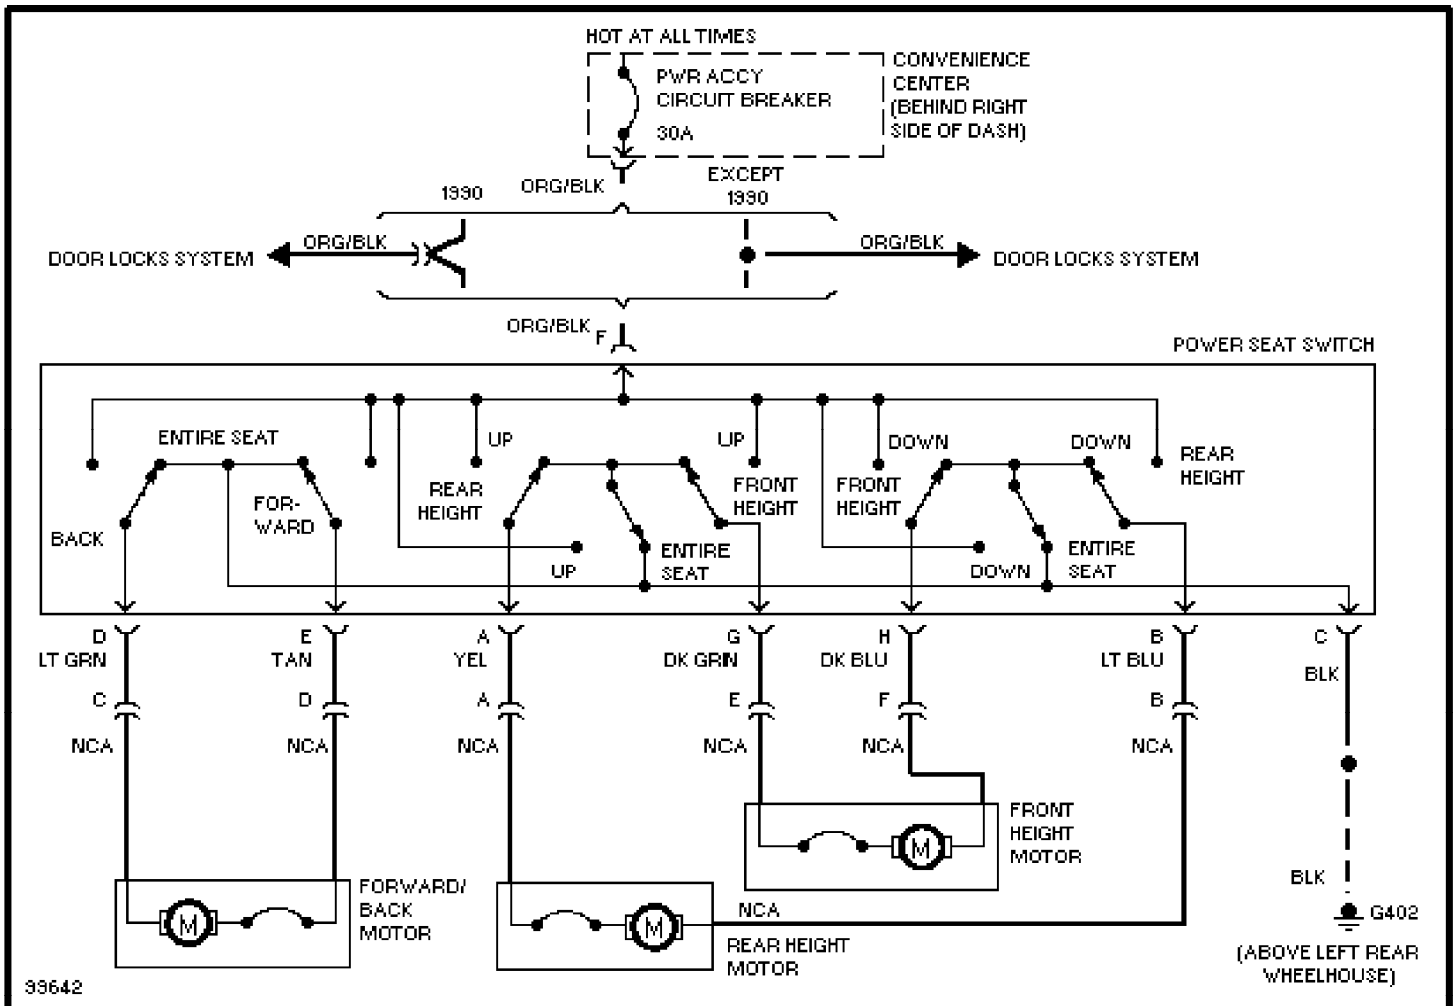 HOT AT ALL TIMES
PWR ACCY
CIRCUIT BREAKER
30A
CONVENIENCE
CENTER
(BEHIND RIGHT
SIDE OF DASH)
ORG/BLK
1990
EXCEPT
1990
DOOR LOCKS SYSTEM
ORG/BLK
ORG/BLK
DOOR LOCKS SYSTEM
ORG/BLK
F
POWER SEAT SWITCH
ENTIRE SEAT
BACK
FOR-
WARD
UP
REAR
HEIGHT
UP
UP
FRONT
HEIGHT
ENTIRE
SEAT
FRONT
HEIGHT
DOWN
DOWN
DOWN
ENTIRE
SEAT
REAR
HEIGHT
D
E
A
G
H
B
C
LT GRN
TAN
YEL
DK GRN
DK BLU
LT BLU
BLK
C
D
A
E
F
B
NCA
NCA
NCA
NCA
NCA
NCA
FRONT
HEIGHT
MOTOR
M
M
FORWARD/
BACK
MOTOR
M
NCA
REAR HEIGHT
MOTOR
BLK
G402
(ABOVE LEFT REAR
WHEELHOUSE)
99642